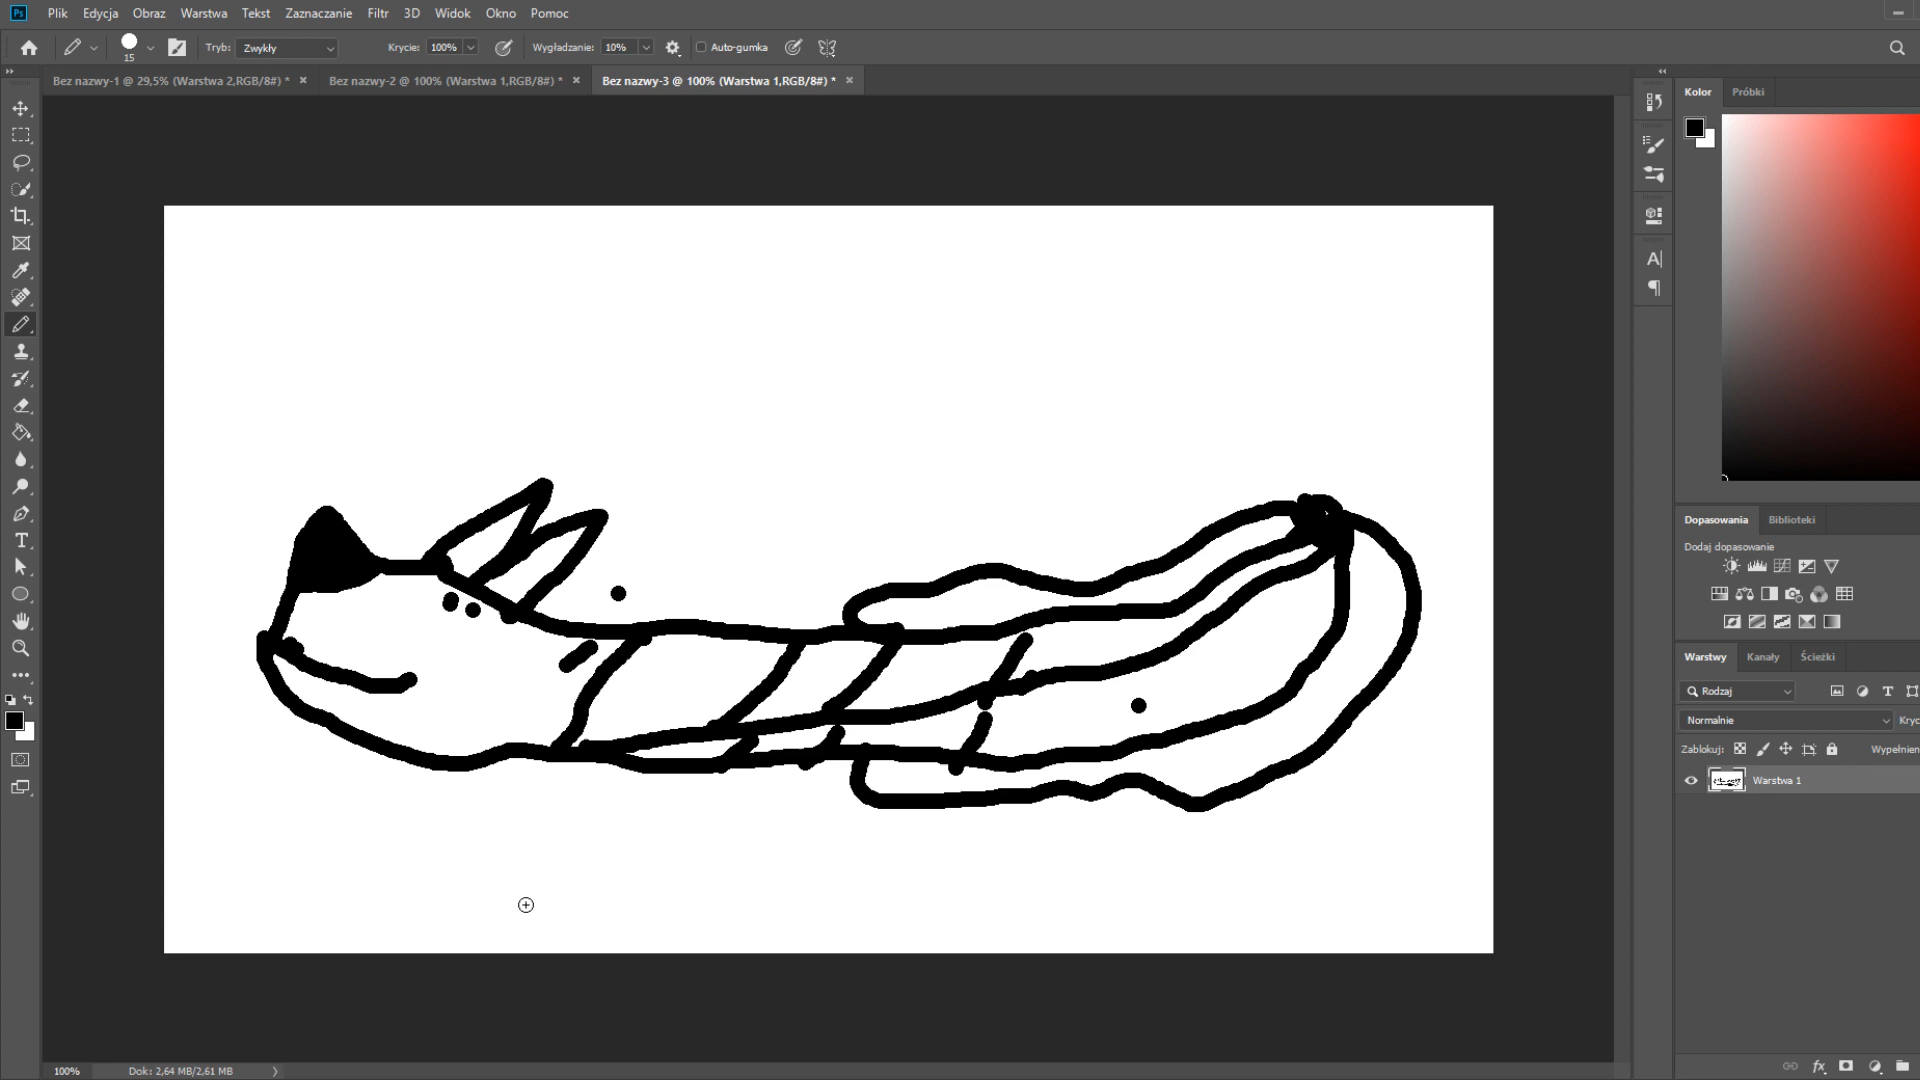 Ps Plik Edycja Obraz Warstwa Tekst Zaznaczanie Filtr 3D Widok Okno Pomoc
15 Tryb: Zwykły Krycie: 100% Wygładzanie: 10% Auto-gumka
Bez nazwy-1 @ 29,5% (Warstwa 2,RGB/8#) * Bez nazwy-2 @ 100% (Warstwa 1,RGB/8#) * Bez nazwy-3 @ 100% (Warstwa 1,RGB/8#) *
Kolor Próbki
Dopasowania Biblioteki
Dodaj dopasowanie
Warstwy Kanały Ścieżki
Rodzaj
Normalnie Kryc
Zablokuj: Wypełnien
Warstwa 1
100% Dok: 2,64 MB/2,61 MB